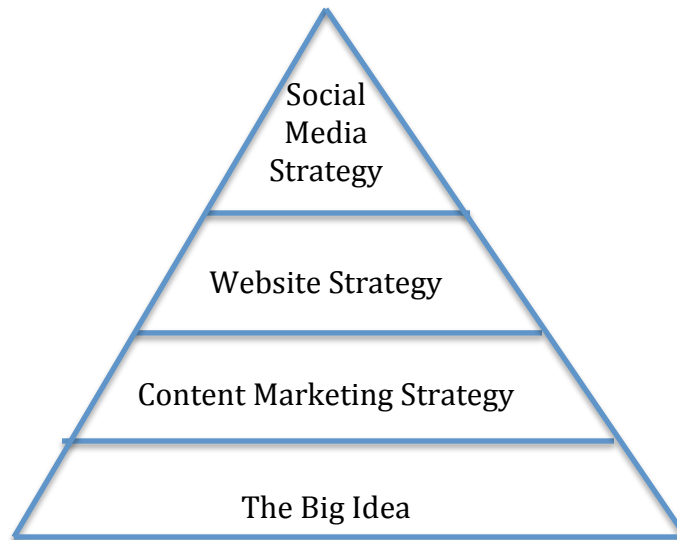 Social
Media
Strategy
Website Strategy
Content Marketing Strategy
The Big Idea